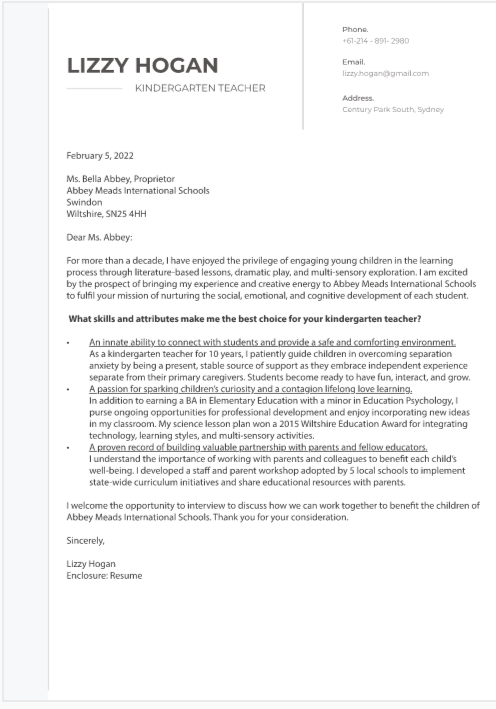 LIZZY HOGAN
KINDERGARTEN TEACHER
Phone.
+61-214 - 891- 2980
Email.
lizzy.hogan@gmail.com
Address.
Century Park South, Sydney
February 5, 2022
Ms. Bella Abbey, Proprietor
Abbey Meads International Schools
Swindon
Wiltshire, SN25 4HH
Dear Ms. Abbey:
For more than a decade, I have enjoyed the privilege of engaging young children in the learning
process through literature-based lessons, dramatic play, and multi-sensory exploration. I am excited
by the prospect of bringing my experience and creative energy to Abbey Meads International Schools
to fulfil your mission of nurturing the social, emotional, and cognitive development of each student.
What skills and attributes make me the best choice for your kindergarten teacher?
• An innate ability to connect with students and provide a safe and comforting environment.
As a kindergarten teacher for 10 years, I patiently guide children in overcoming separation
anxiety by being a present, stable source of support as they embrace independent experience
separate from their primary caregivers. Students become ready to have fun, interact, and grow.
• A passion for sparking children's curiosity and a contagion lifelong love learning.
In addition to earning a BA in Elementary Education with a minor in Education Psychology, I
purse ongoing opportunities for professional development and enjoy incorporating new ideas
in my classroom. My science lesson plan won a 2015 Wiltshire Education Award for integrating
technology, learning styles, and multi-sensory activities.
• A proven record of building valuable partnership with parents and fellow educators.
I understand the importance of working with parents and colleagues to benefit each child's
well-being. I developed a staff and parent workshop adopted by 5 local schools to implement
state-wide curriculum initiatives and share educational resources with parents.
I welcome the opportunity to interview to discuss how we can work together to benefit the children of
Abbey Meads International Schools. Thank you for your consideration.
Sincerely,
Lizzy Hogan
Enclosure: Resume